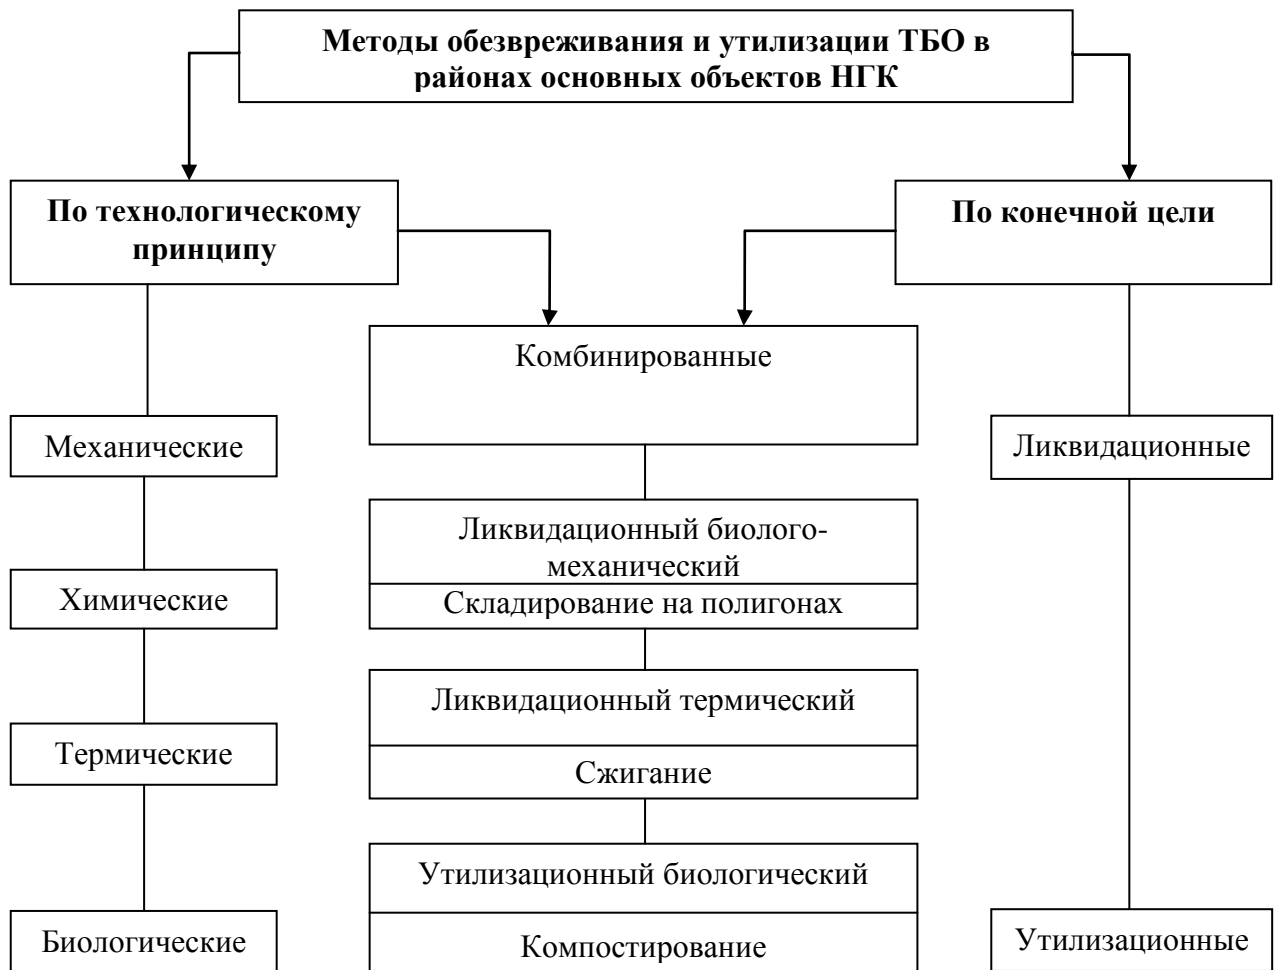 Методы обезвреживания и утилизации ТБО в
районах основных объектов НГК
По технологическому
принципу
По конечной цели
Комбинированные
Механические
Ликвидационные
Ликвидационный биолого-
механический
Складирование на полигонах
Химические
Ликвидационный термический
Термические
Сжигание
Утилизационный биологический
Биологические
Компостирование
Утилизационные